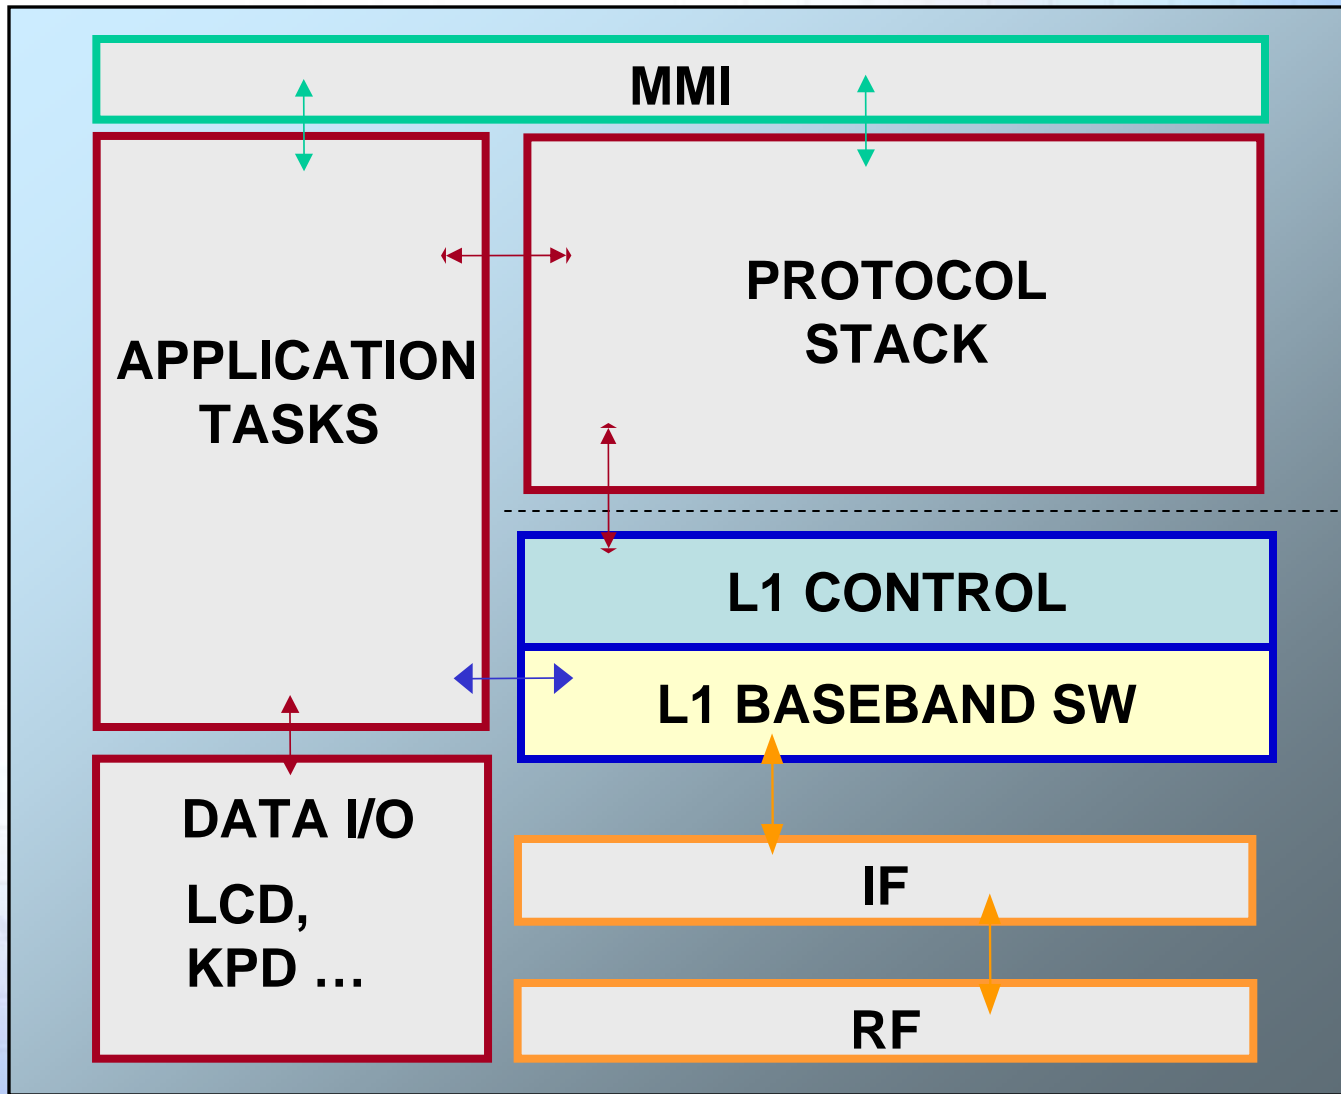 MMI
APPLICATION
TASKS
PROTOCOL
STACK
L1 CONTROL
L1 BASEBAND SW
DATA I/O
LCD,
KPD …
IF
RF